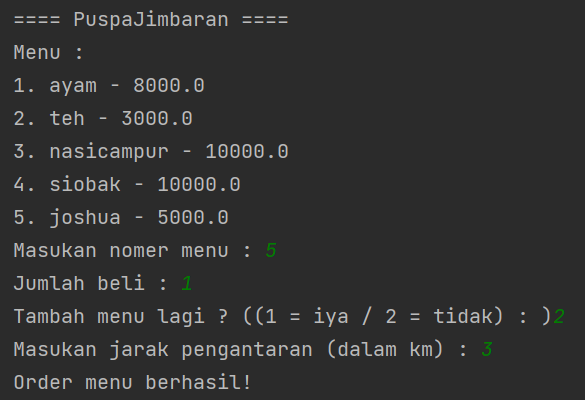 ==== PuspaJimbaran ====
Menu :
1. ayam - 8000.0
2. teh - 3000.0
3. nasicampur - 10000.0
4. siobak - 10000.0
5. joshua - 5000.0
Masukan nomer menu : 5
Jumlah beli : 1
Tambah menu lagi ? ((1 = iya / 2 = tidak) : )2
Masukan jarak pengantaran (dalam km) : 3
Order menu berhasil!